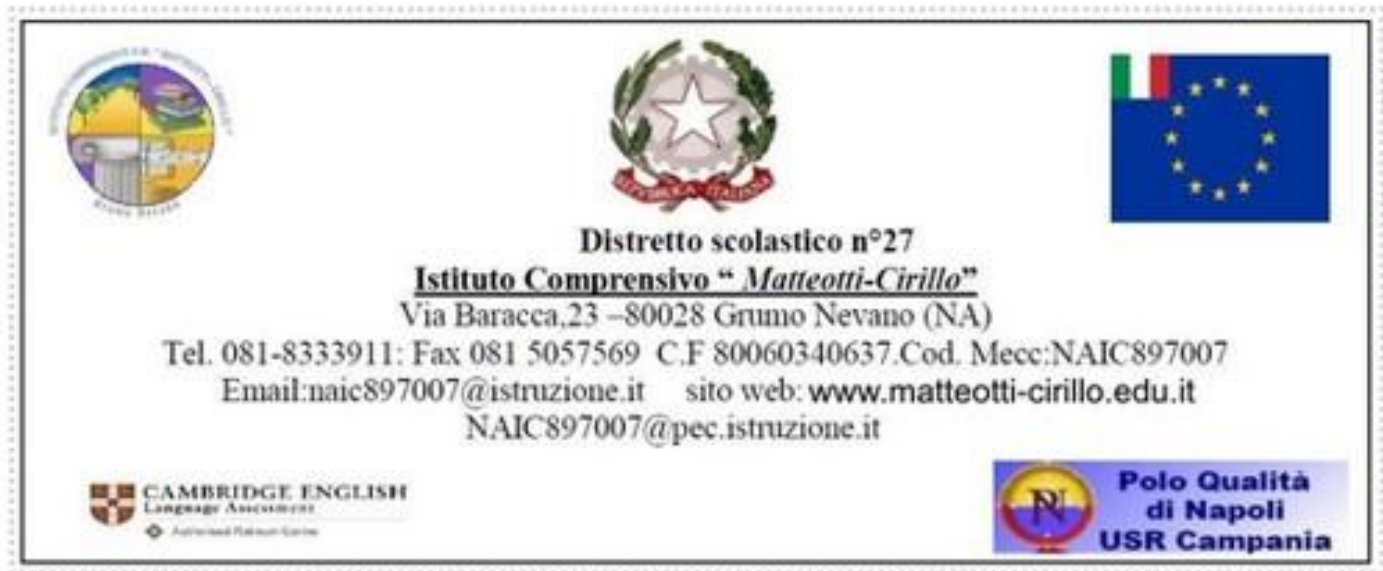 REPUBBLICA ITALIANA
Distretto scolastico n°27
Istituto Comprensivo “ Matteotti-Cirillo”
Via Baracca,23 –80028 Grumo Nevano (NA)
Tel. 081-8333911: Fax 081 5057569 C.F 80060340637.Cod. Mecc:NAIC897007
Email:naic897007@istruzione.it sito web: www.matteotti-cirillo.edu.it
NAIC897007@pec.istruzione.it
CAMBRIDGE ENGLISH
Language Assessment
Polo Qualità
di Napoli
USR Campania